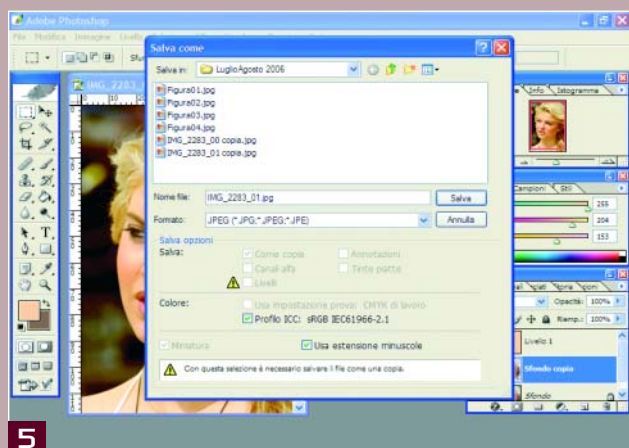 Adobe Photoshop
File Modifica Immagine Livello
IMG_2283_
Salva come
Salva in: LuglioAgosto 2006
Figura01.jpg
Figura02.jpg
Figura03.jpg
Figura04.jpg
IMG_2283_00 copia.jpg
IMG_2283_01 copia.jpg
Nome file: IMG_2283_01.jpg Salva
Formato: JPEG (*.JPG;*.JPEG;*.JPE) Annulla
Salva opzioni
Salva: Come copia Annotazioni
Canali alfa Tinte piatte
Livelli
Colore: Usa impostazione prova: CMYK di lavoro
Profilo ICC: sRGB IEC61966-2.1
Miniatura Usa estensione minuscole
Con questa selezione è necessario salvare il file come una copia.
Info Istogramma
Campioni Stili
255
204
153
Opacità: 100%
Riemp.: 100%
Livello 1
Sfondo copia
Sfondo
5